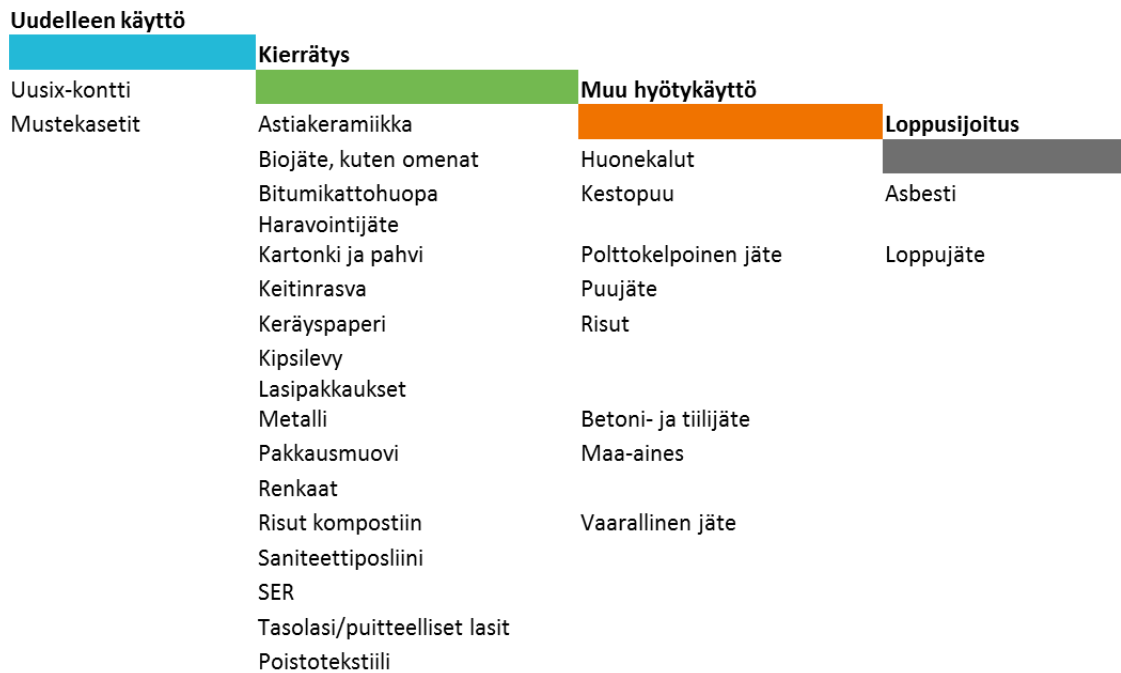 Uudelleen käyttö
Uusix-kontti
Mustekasetit
Kierrätys
Astiakeramiikka
Biojäte, kuten omenat
Bitumikattohuopa
Haravointijäte
Kartonki ja pahvi
Keitinrasva
Keräyspaperi
Kipsilevy
Lasipakkaukset
Metalli
Pakkausmuovi
Renkaat
Risut kompostiin
Saniteettiposliini
SER
Tasolasi/puitteelliset lasit
Poistotekstiili
Muu hyötykäyttö
Huonekalut
Kestopuu
Polttokelpoinen jäte
Puujäte
Risut
Betoni- ja tiilijäte
Maa-aines
Vaarallinen jäte
Loppusijoitus
Asbesti
Loppujäte